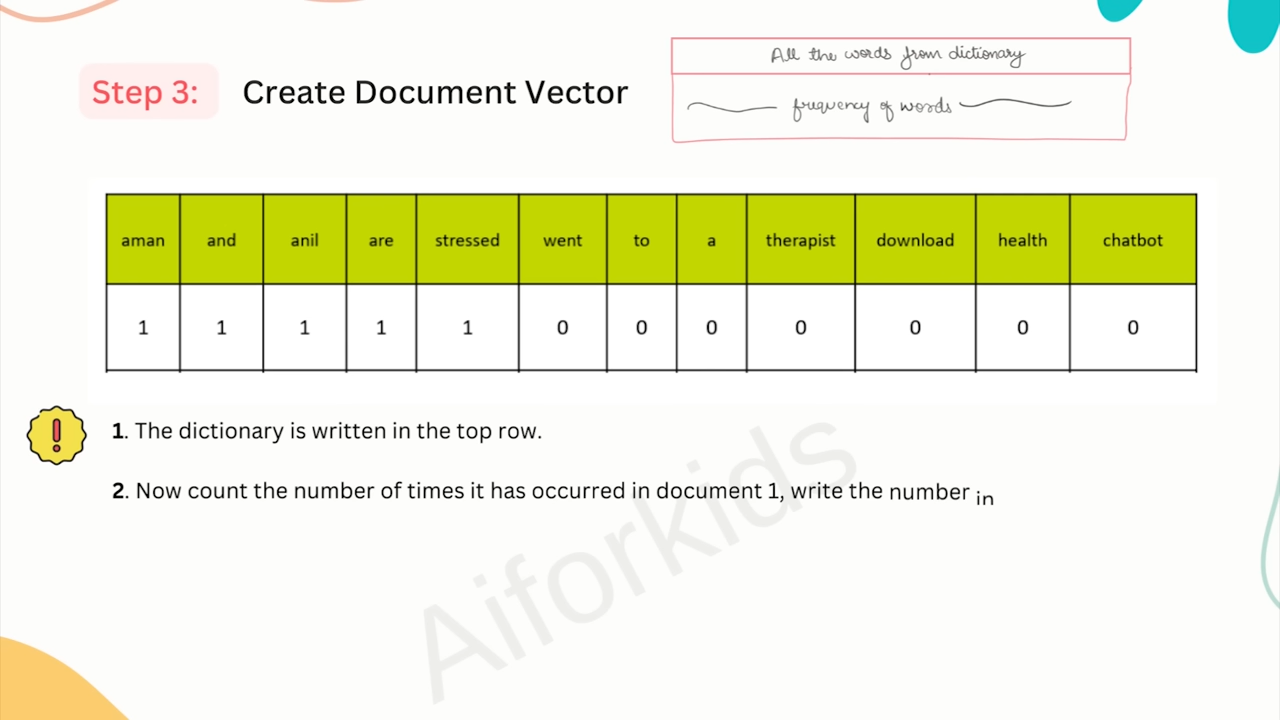 All the words from dictionary
Step 3: Create Document Vector
frequency of words
aman and anil are stressed went to a therapist download health chatbot
1 1 1 1 1 0 0 0 0 0 0 0
1. The dictionary is written in the top row.
2. Now count the number of times it has occurred in document 1, write the number in
Aiforkids